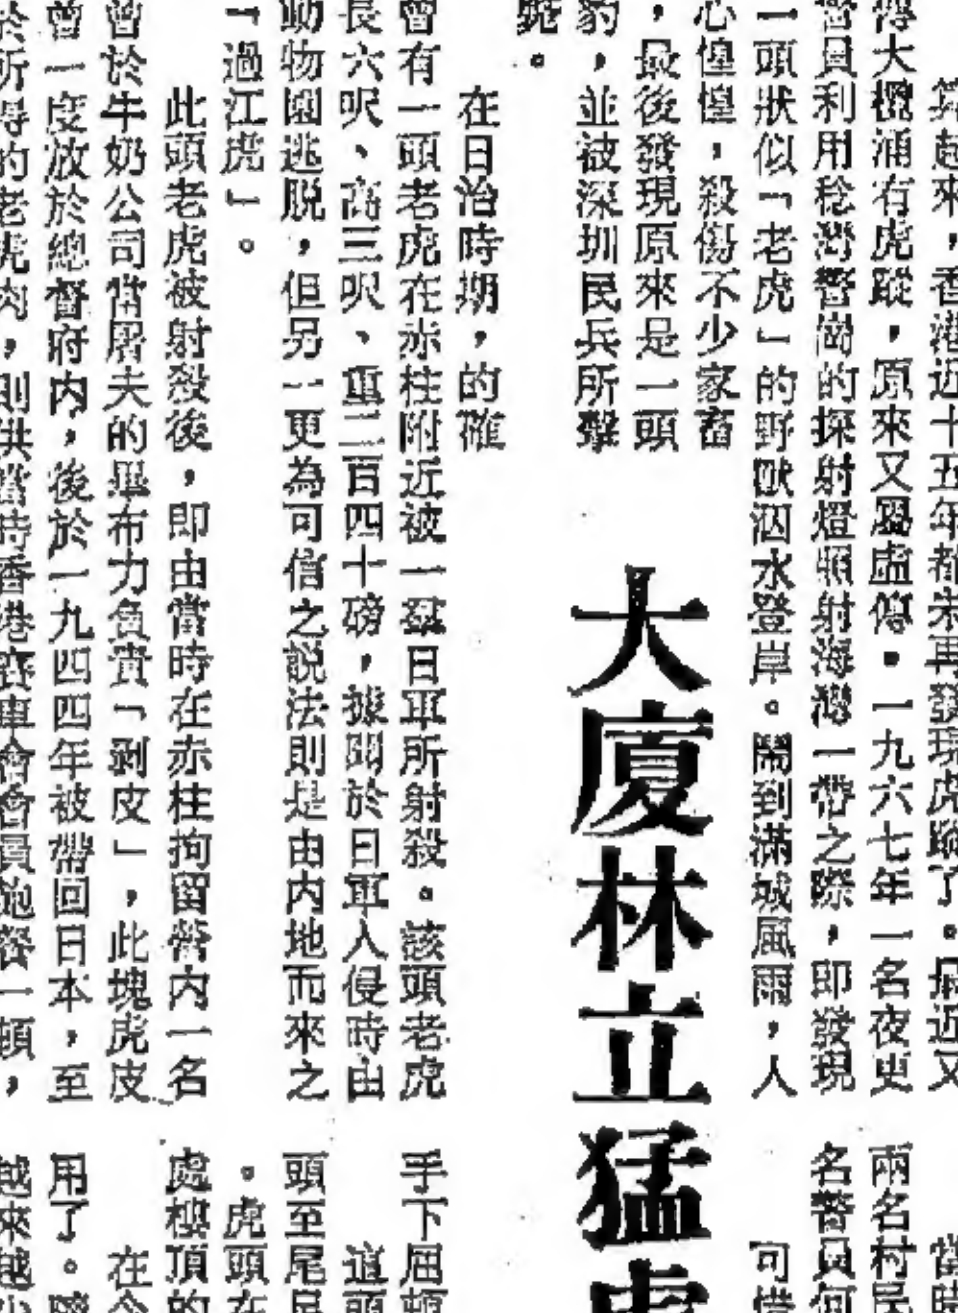 算起來，香港近十五年都未再發現虎蹤了。最近又
傳大欖涌有虎蹤，原來又屬虛傳。一九六七年一名夜更
警員利用稔灣警崗的探射燈照射海灣一帶之際，即發現
一頭狀似「老虎」的野獸泅水登岸。鬧到滿城風雨，人
心惶惶，殺傷不少家畜
，最後發現原來是一頭
豹，並被深圳民兵所擊
斃。
大廈林立猛虎
在日治時期，的確
曾有一頭老虎在赤柱附近被一羣日軍所射殺。該頭老虎
長六呎、高三呎、重二百四十磅，據聞於日軍入侵時由
動物園逃脱，但另一更為可信之説法則是由内地而來之
「過江虎」。
此頭老虎被射殺後，即由當時在赤柱拘留營内一名
曾於牛奶公司當屠夫的畢布力負責「剥皮」，此塊虎皮
曾一度放於總督府内，後於一九四四年被帶回日本，至
於所得的老虎肉，則供當時香港賽車會會員飽餐一頓，
當時
兩名村民
名警員何
可惜
手下屈頓
這頭
頭至尾足
。虎頭在
處樓頂的
在今
用了。隨
越來越少